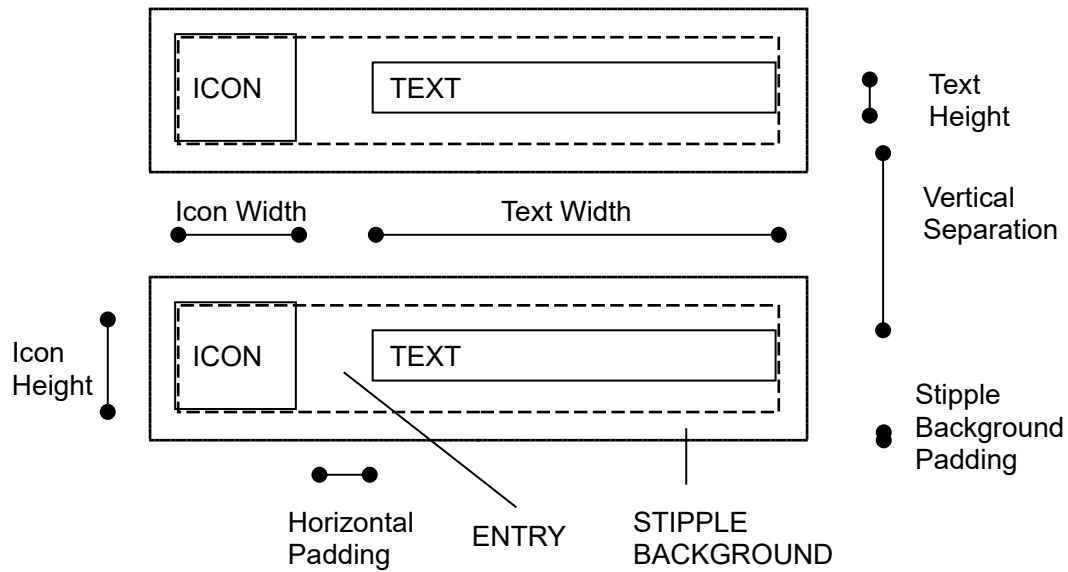 ICON
TEXT
Text
Height
Icon Width
Text Width
Vertical
Separation
ICON
TEXT
Icon
Height
Stipple
Background
Padding
Horizontal
Padding
ENTRY
STIPPLE
BACKGROUND